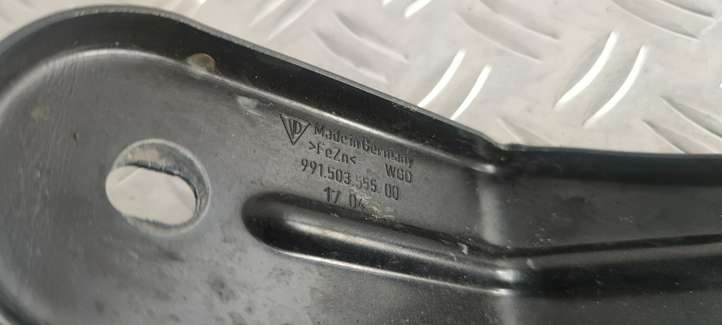 Made in Germany
>FeZn< WGO
991.503.555.00
17 04